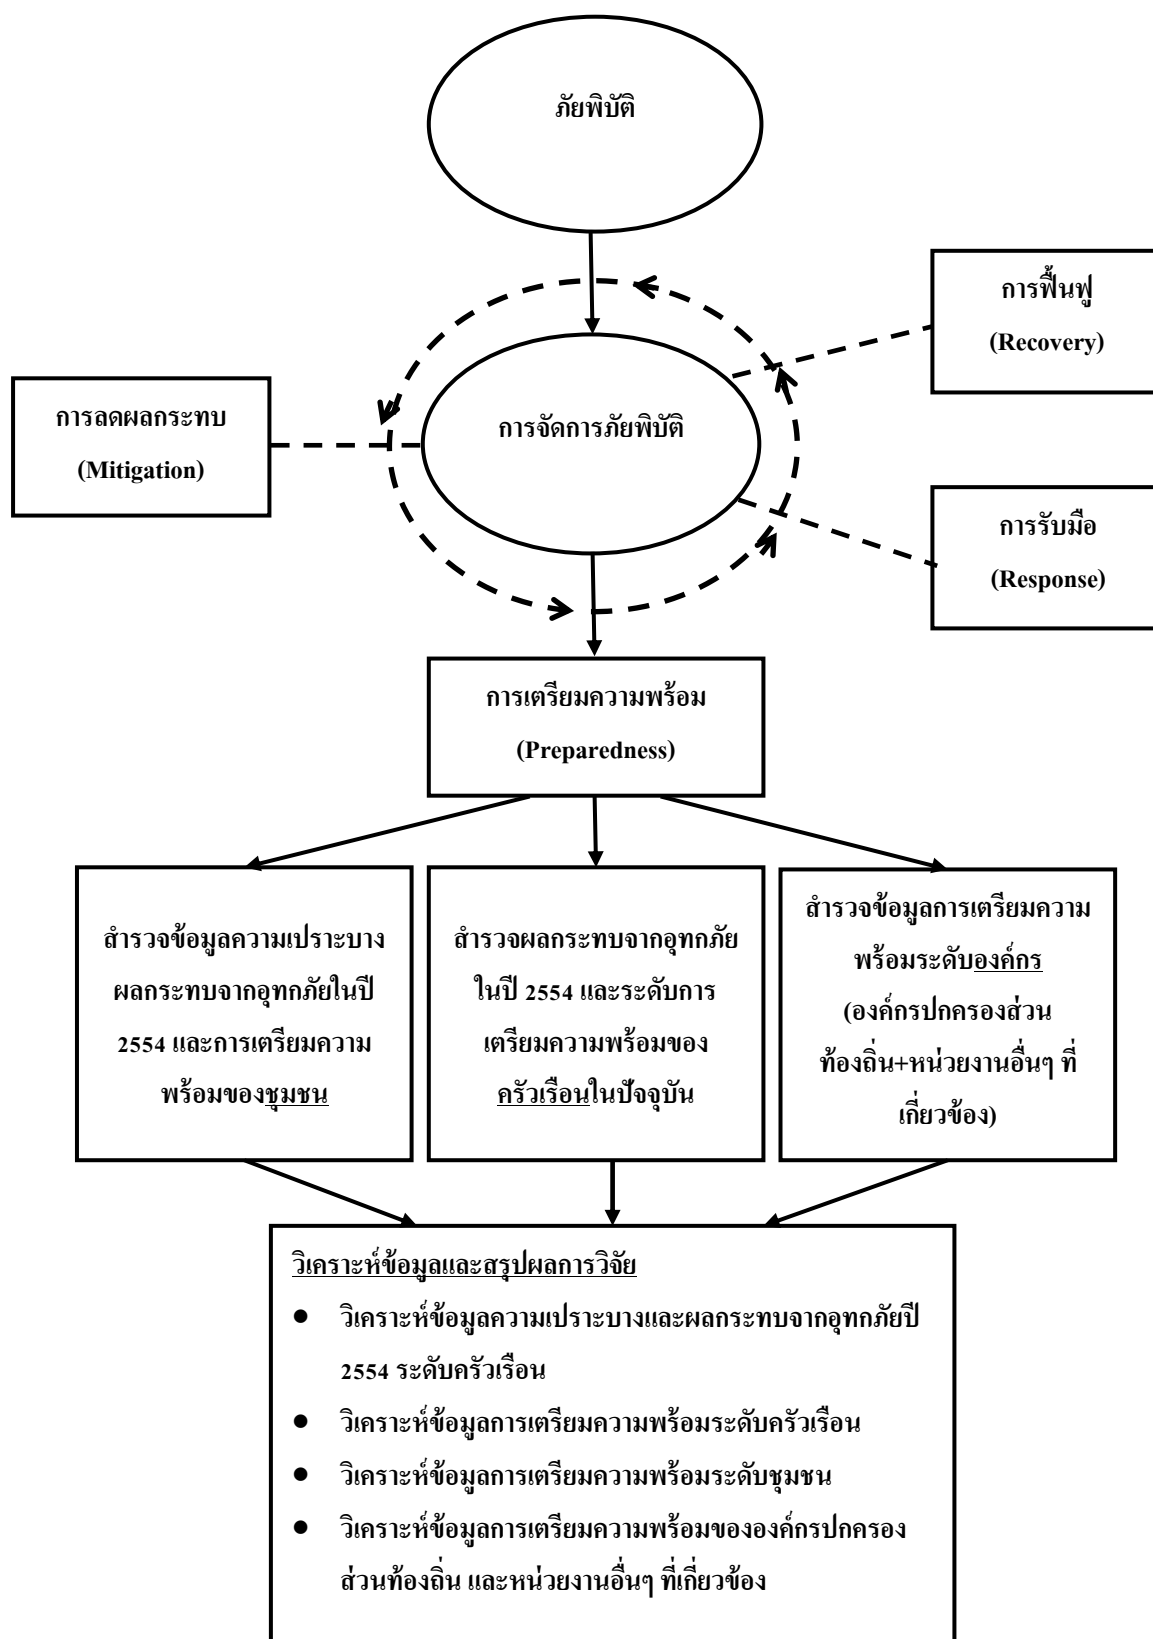 ภัยพิบัติ
การฟื้นฟู
(Recovery)
การลดผลกระทบ
(Mitigation)
การจัดการภัยพิบัติ
การรับมือ
(Response)
การเตรียมความพร้อม
(Preparedness)
สำรวจข้อมูลความเปราะบาง
ผลกระทบจากอุทกภัยในปี
2554 และการเตรียมความ
พร้อมของชุมชน
สำรวจผลกระทบจากอุทกภัย
ในปี 2554 และระดับการ
เตรียมความพร้อมของ
ครัวเรือนในปัจจุบัน
สำรวจข้อมูลการเตรียมความ
พร้อมระดับองค์กร
(องค์กรปกครองส่วน
ท้องถิ่น+หน่วยงานอื่นๆ ที่
เกี่ยวข้อง)
วิเคราะห์ข้อมูลและสรุปผลการวิจัย
● วิเคราะห์ข้อมูลความเปราะบางและผลกระทบจากอุทกภัยปี
2554 ระดับครัวเรือน
● วิเคราะห์ข้อมูลการเตรียมความพร้อมระดับครัวเรือน
● วิเคราะห์ข้อมูลการเตรียมความพร้อมระดับชุมชน
● วิเคราะห์ข้อมูลการเตรียมความพร้อมขององค์กรปกครอง
ส่วนท้องถิ่น และหน่วยงานอื่นๆ ที่เกี่ยวข้อง